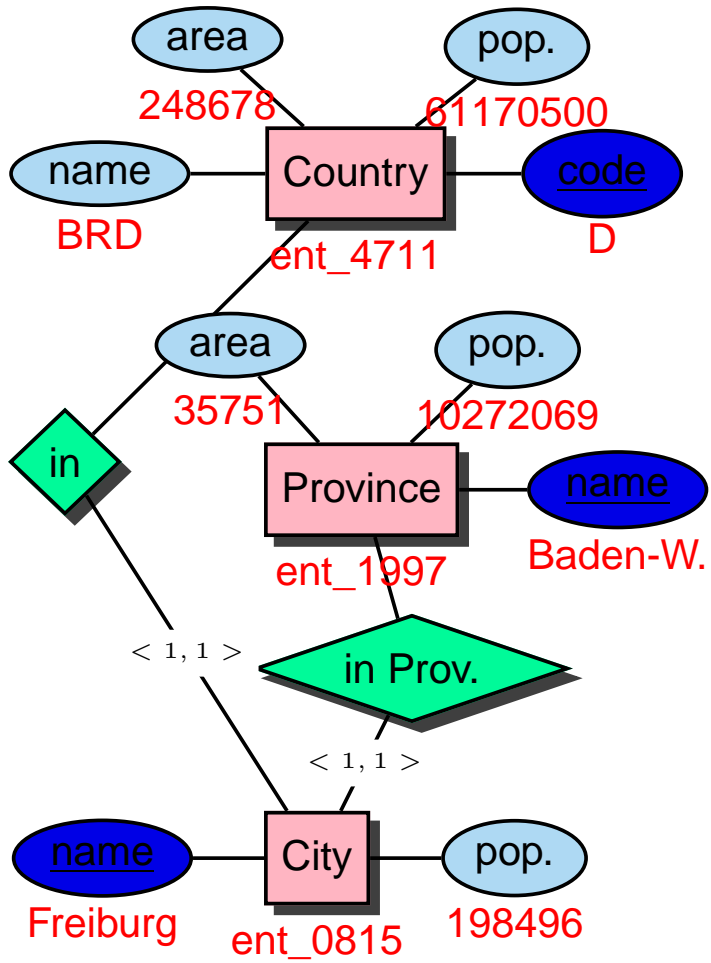 area
pop.
248678
61170500
name
Country
code
BRD
ent_4711
D
area
pop.
35751
10272069
in
Province
name
ent_1997
Baden-W.
< 1, 1 >
in Prov.
< 1, 1 >
name
City
pop.
Freiburg
ent_0815
198496